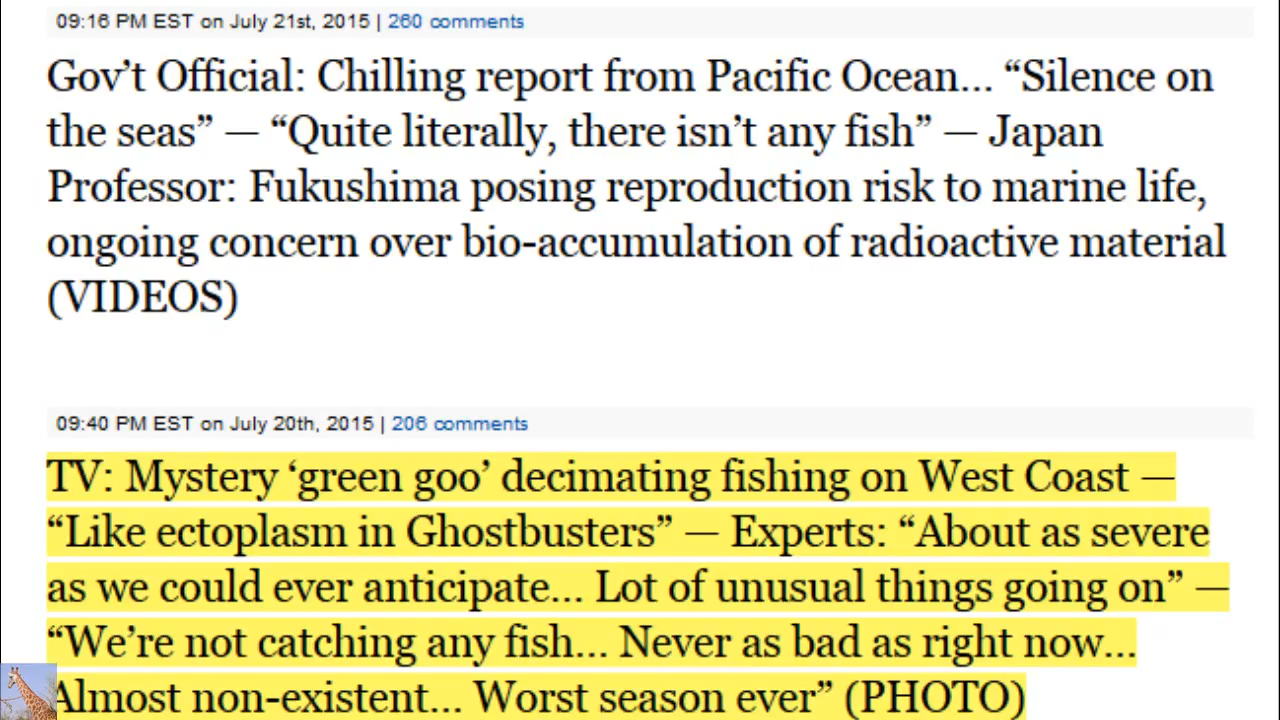 09:16 PM EST on July 21st, 2015 | 260 comments
Gov’t Official: Chilling report from Pacific Ocean… “Silence on
the seas” — “Quite literally, there isn’t any fish” — Japan
Professor: Fukushima posing reproduction risk to marine life,
ongoing concern over bio-accumulation of radioactive material
(VIDEOS)
09:40 PM EST on July 20th, 2015 | 206 comments
TV: Mystery ‘green goo’ decimating fishing on West Coast —
“Like ectoplasm in Ghostbusters” — Experts: “About as severe
as we could ever anticipate… Lot of unusual things going on” —
“We’re not catching any fish… Never as bad as right now…
Almost non-existent… Worst season ever” (PHOTO)